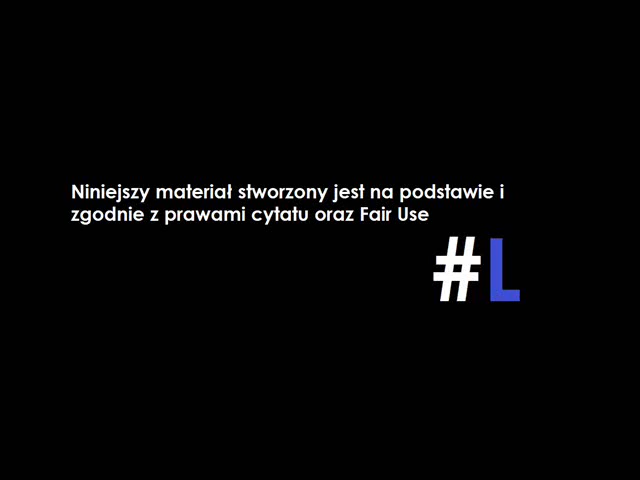 Niniejszy materiał stworzony jest na podstawie i
zgodnie z prawami cytatu oraz Fair Use
#L